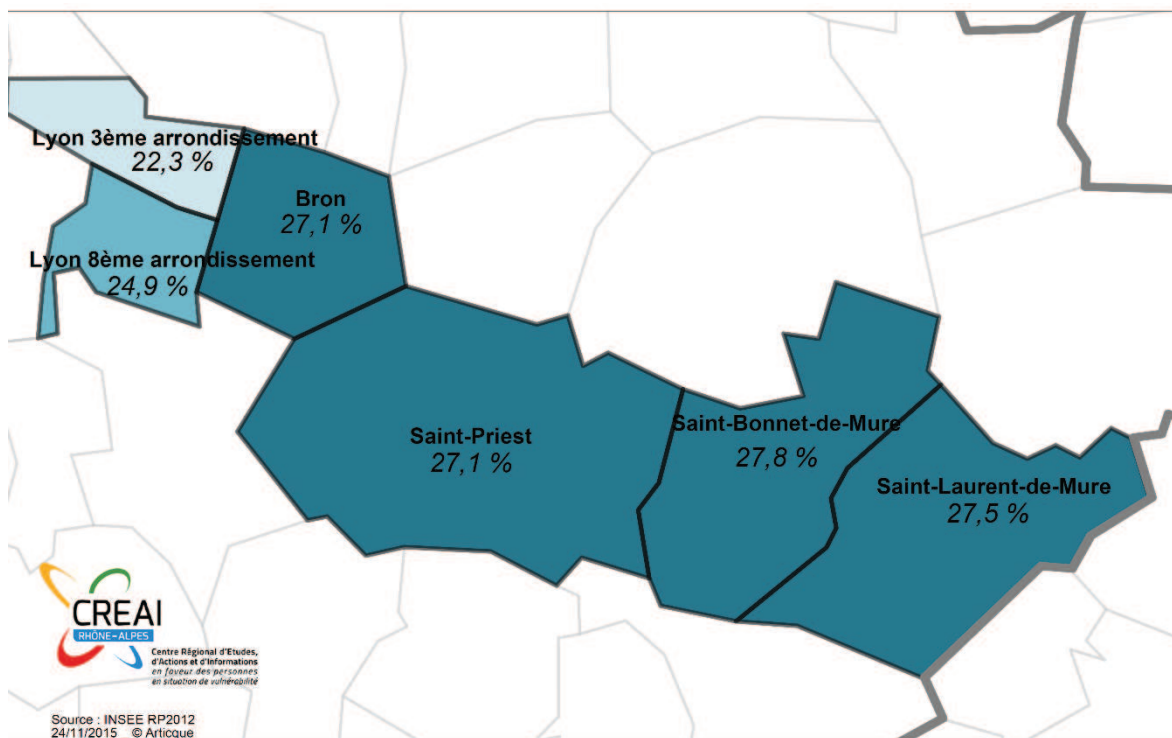 Lyon 3ème arrondissement
22,3 %
Bron
27,1 %
Lyon 8ème arrondissement
24,9 %
Saint-Priest
27,1 %
Saint-Bonnet-de-Mure
27,8 %
Saint-Laurent-de-Mure
27,5 %
CREAI
RHÔNE-ALPES
Centre Régional d'Etudes,
d'Actions et d'Informations
en faveur des personnes
en situation de vulnérabilité
Source : INSEE RP2012
24/11/2015 © Articque